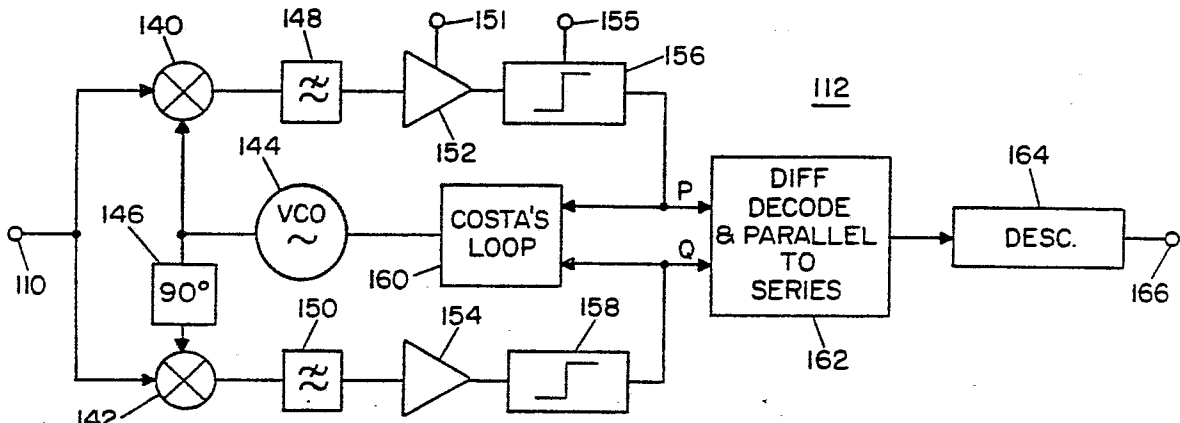 140
148
151
155
156
112
152
144
VCO
146
COSTA'S
LOOP
P
Q
DIFF
DECODE
& PARALLEL
TO
SERIES
164
DESC.
110
90°
160
166
150
154
158
162
142